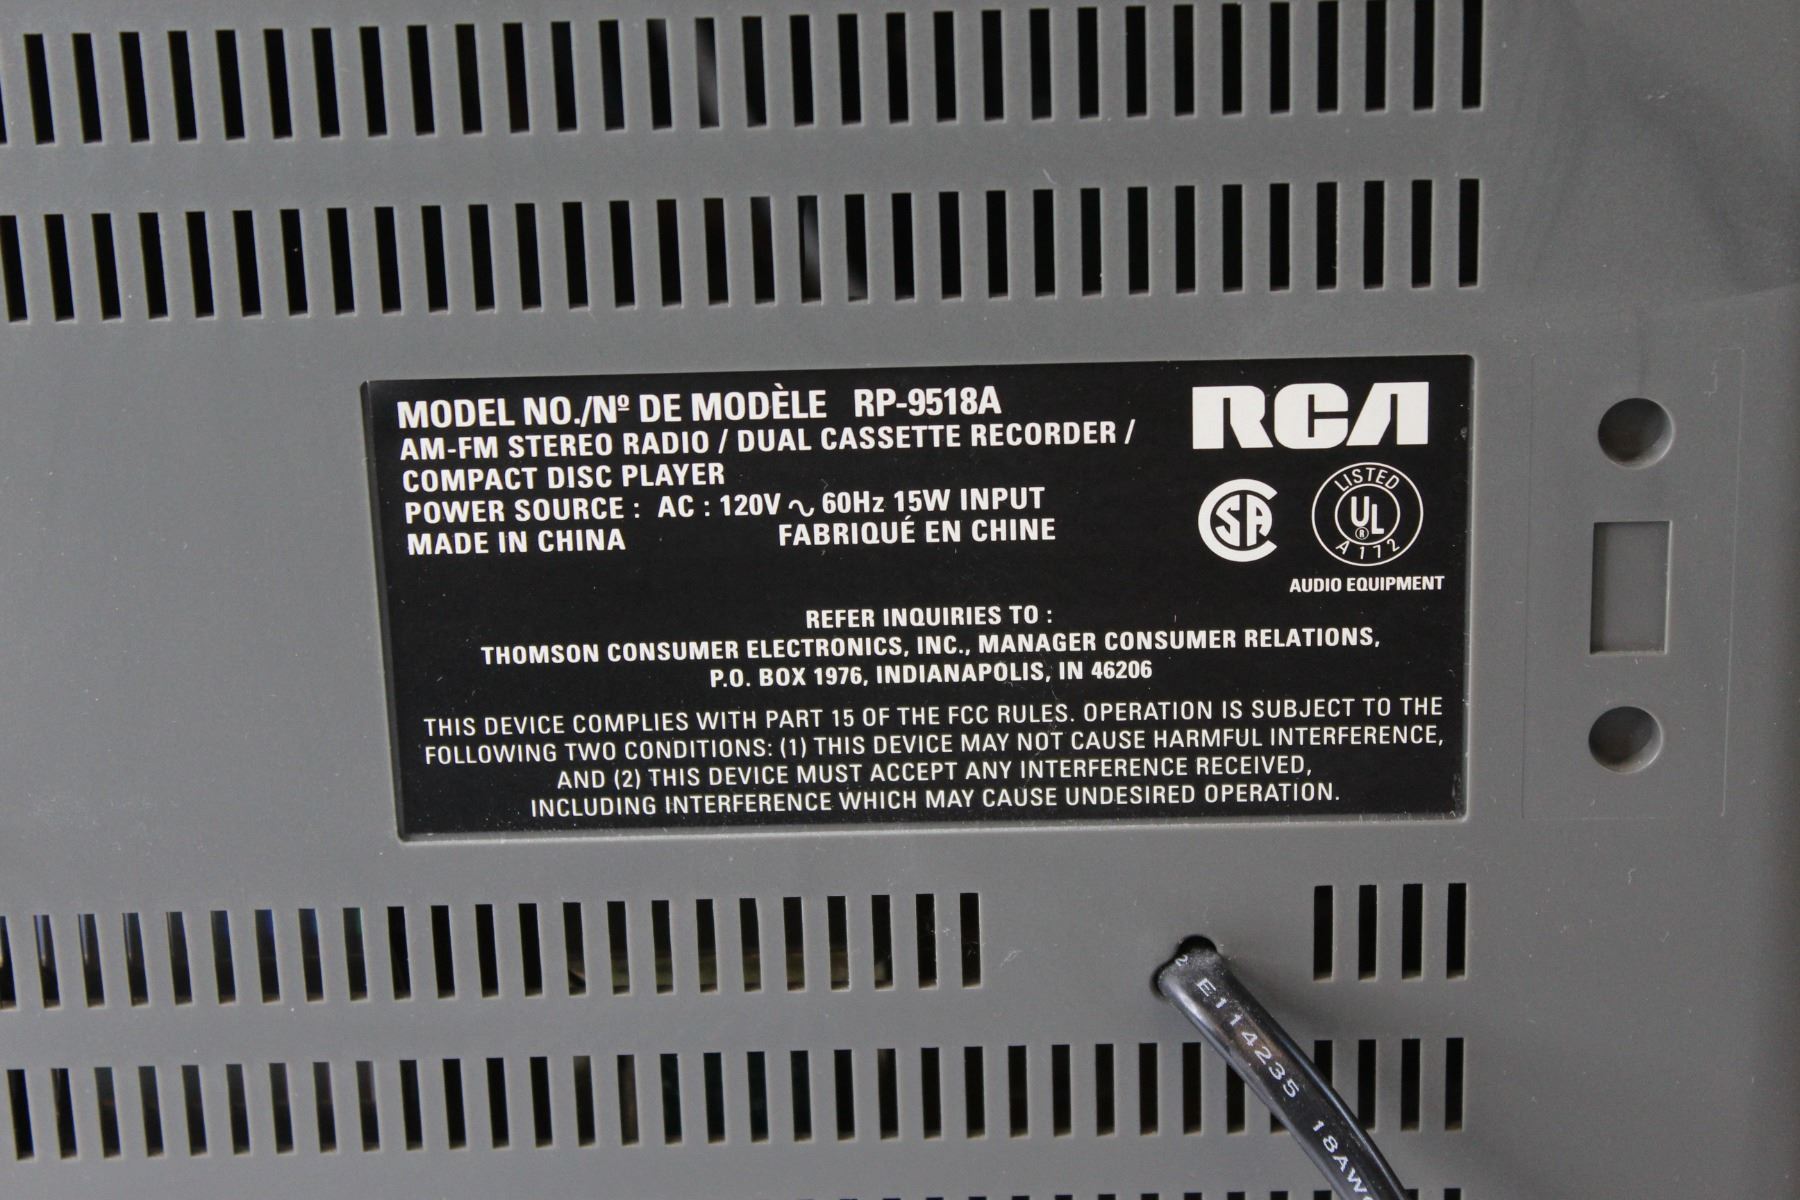 MODEL NO./Nº DE MODÈLE RP-9518A
RCA
AM-FM STEREO RADIO / DUAL CASSETTE RECORDER /
COMPACT DISC PLAYER
POWER SOURCE : AC : 120V ∿ 60Hz 15W INPUT
MADE IN CHINA FABRIQUÉ EN CHINE
SA
LISTED
UL ®
A172
AUDIO EQUIPMENT
REFER INQUIRIES TO :
THOMSON CONSUMER ELECTRONICS, INC., MANAGER CONSUMER RELATIONS,
P.O. BOX 1976, INDIANAPOLIS, IN 46206
THIS DEVICE COMPLIES WITH PART 15 OF THE FCC RULES. OPERATION IS SUBJECT TO THE
FOLLOWING TWO CONDITIONS: (1) THIS DEVICE MAY NOT CAUSE HARMFUL INTERFERENCE,
AND (2) THIS DEVICE MUST ACCEPT ANY INTERFERENCE RECEIVED,
INCLUDING INTERFERENCE WHICH MAY CAUSE UNDESIRED OPERATION.
2 E114235 18AW